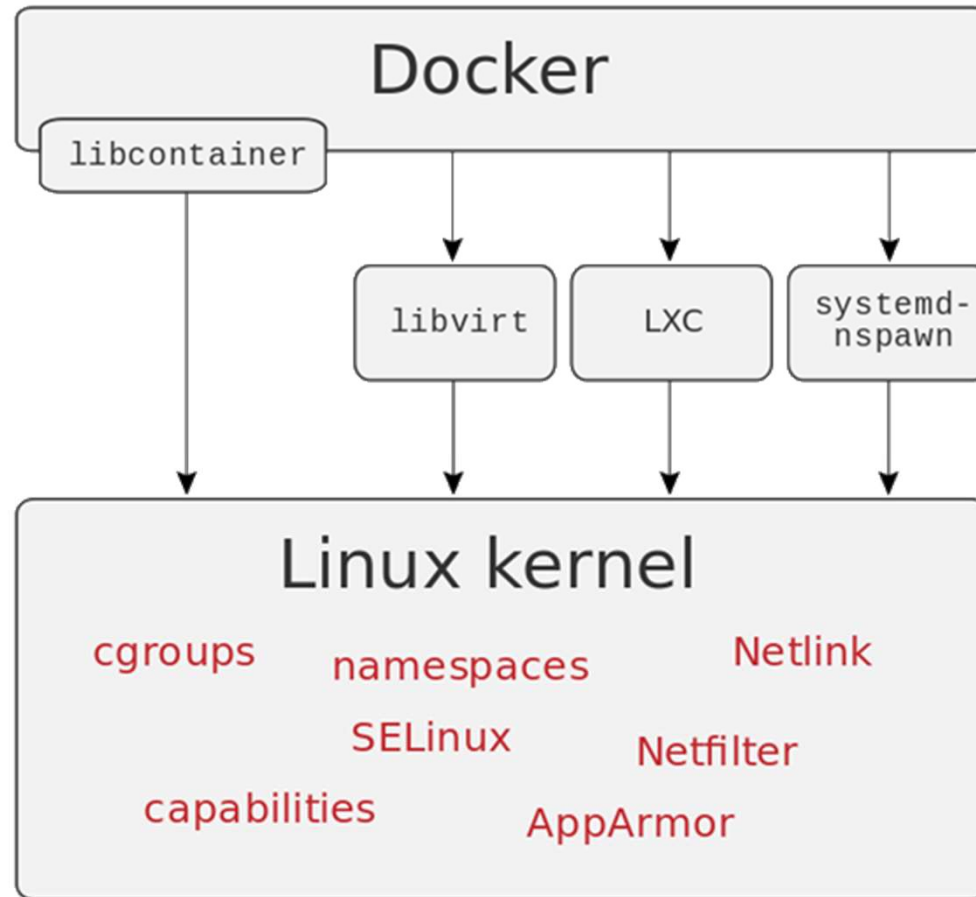 Docker
libcontainer
libvirt
LXC
systemd-
nspawn
Linux kernel
cgroups
namespaces
Netlink
SELinux
Netfilter
capabilities
AppArmor